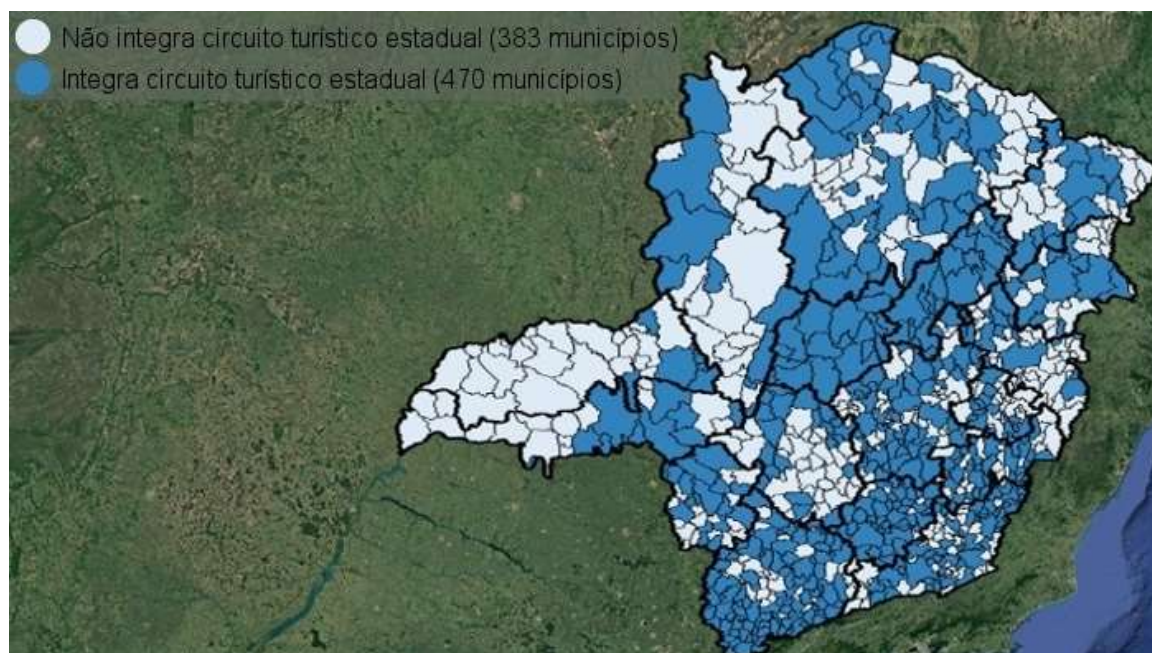 Não integra circuito turístico estadual (383 municípios)
Integra circuito turístico estadual (470 municípios)